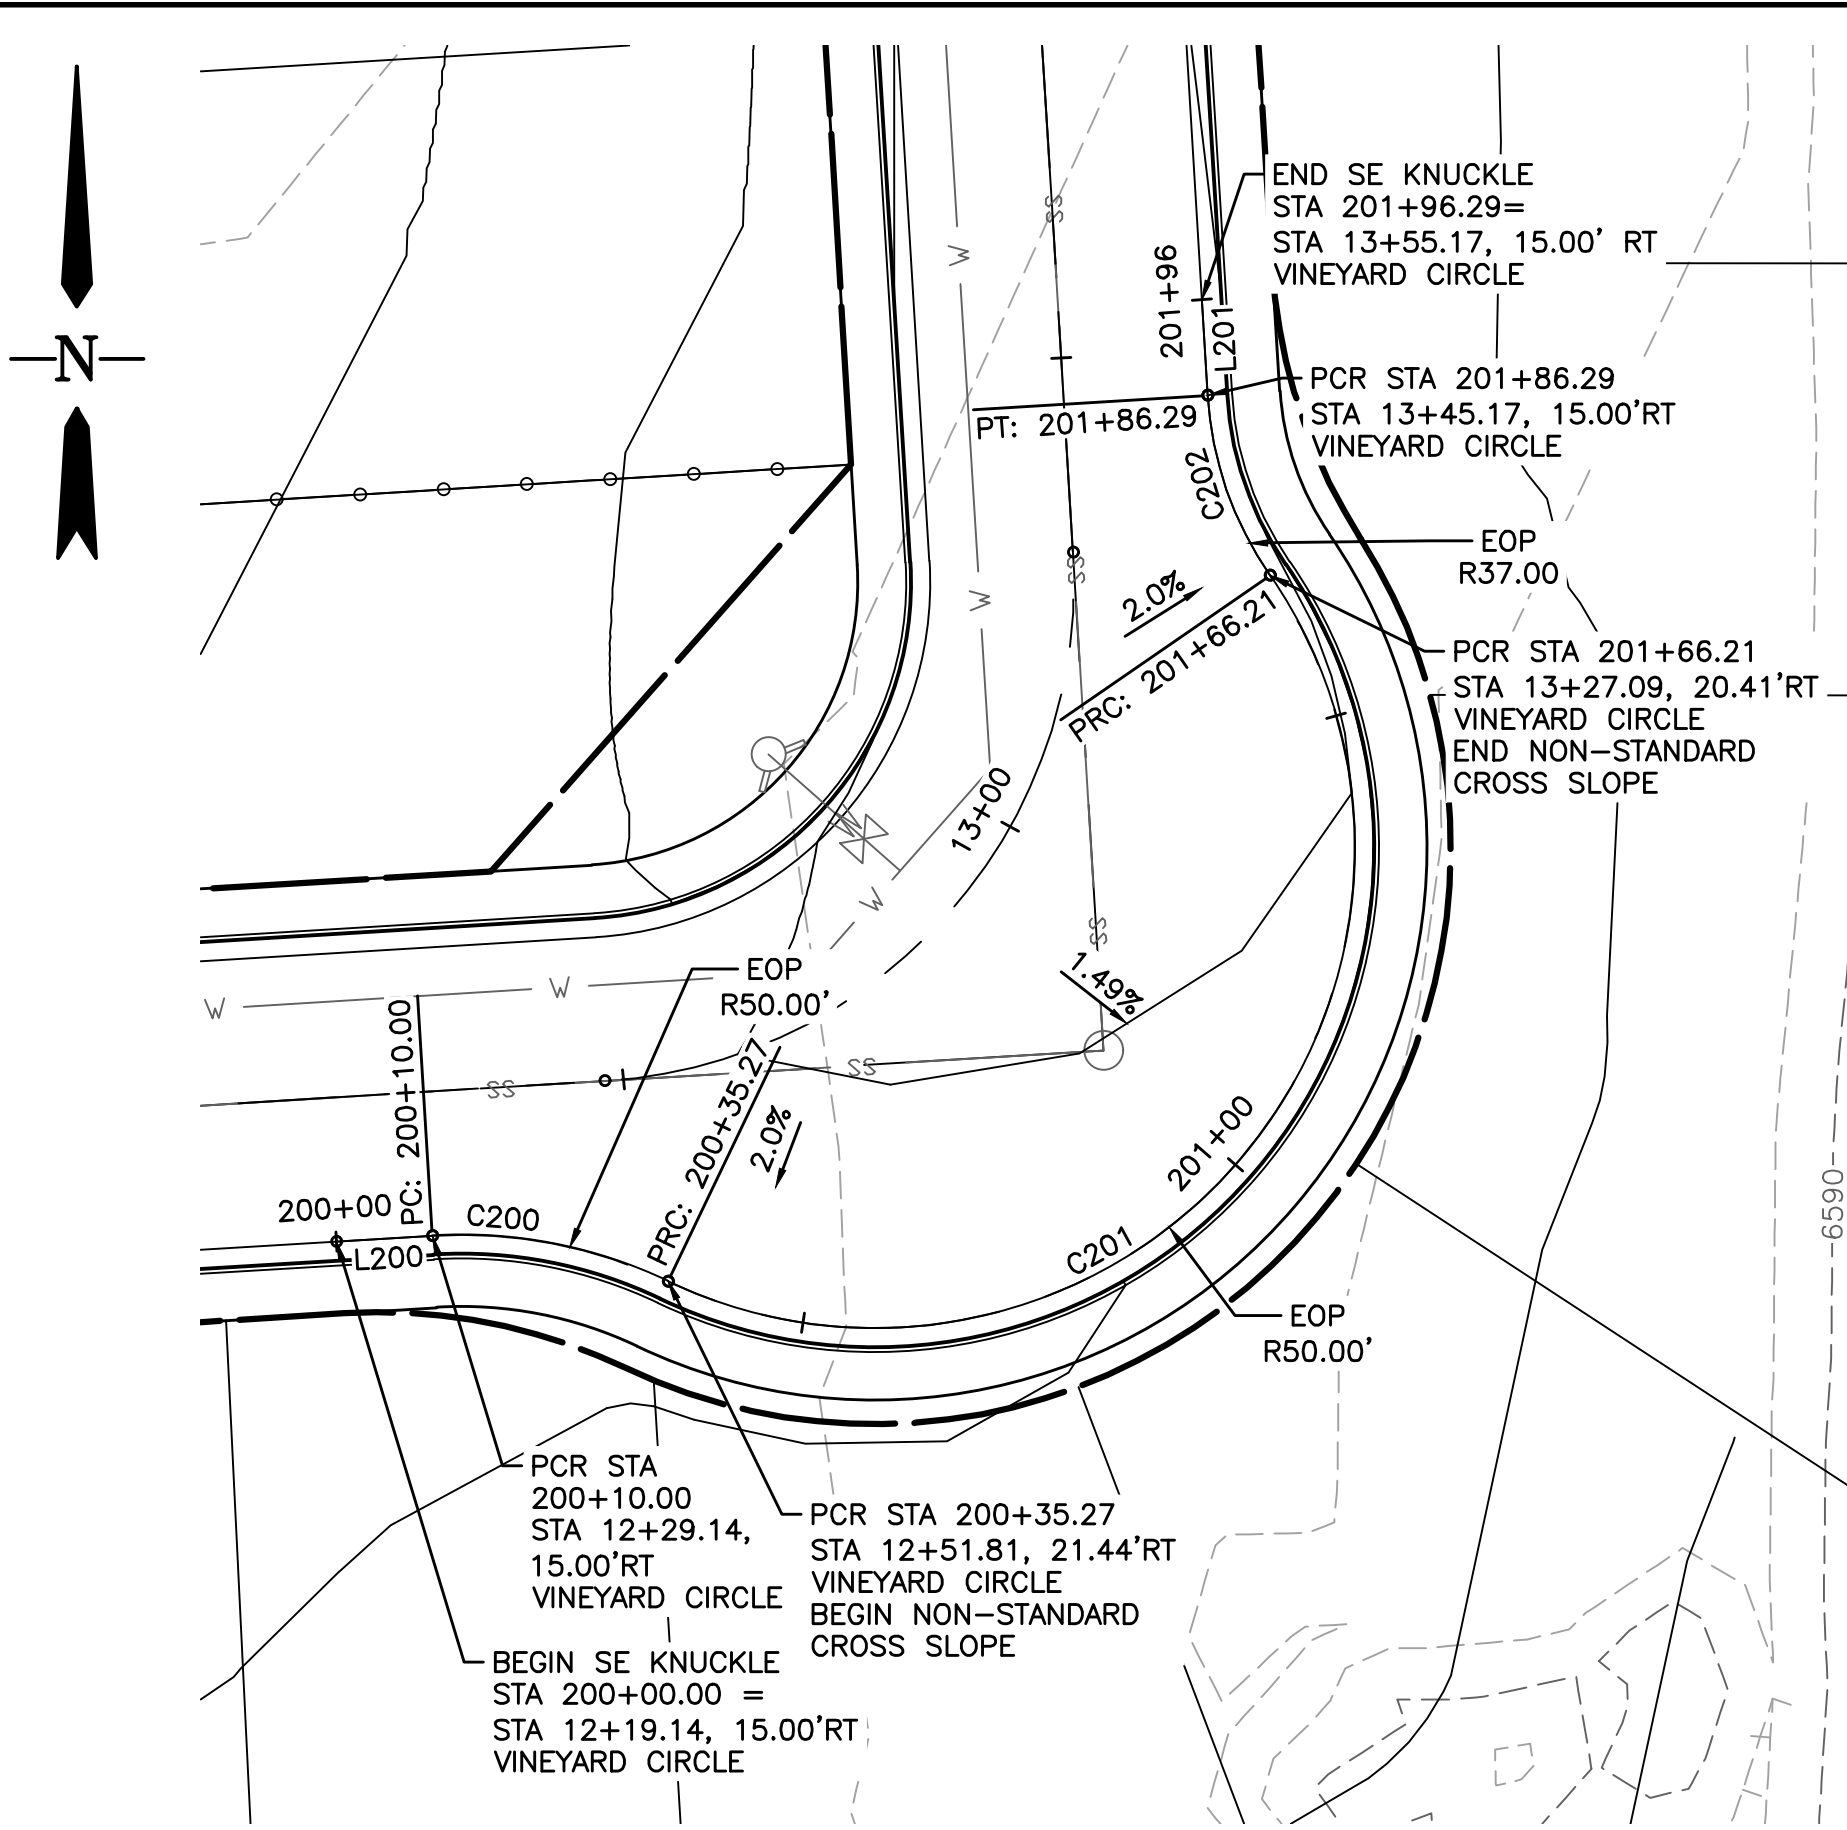 N
END SE KNUCKLE
STA 201+96.29=
STA 13+55.17, 15.00' RT
VINEYARD CIRCLE
201+96
L201
PCR STA 201+86.29
STA 13+45.17, 15.00'RT
VINEYARD CIRCLE
PT: 201+86.29
C202
EOP
R37.00
2.0%
PRC: 201+66.21
PCR STA 201+66.21
STA 13+27.09, 20.41'RT
VINEYARD CIRCLE
END NON-STANDARD
CROSS SLOPE
W
SS
W
SS
13+00
W
SS
1.49%
EOP
R50.00'
W
W
PC: 200+10.00
SS
SS
PRC: 200+35.27
2.0%
201+00
200+00
C200
L200
C201
EOP
R50.00'
6590
PCR STA
200+10.00
STA 12+29.14,
15.00'RT
VINEYARD CIRCLE
PCR STA 200+35.27
STA 12+51.81, 21.44'RT
VINEYARD CIRCLE
BEGIN NON-STANDARD
CROSS SLOPE
BEGIN SE KNUCKLE
STA 200+00.00 =
STA 12+19.14, 15.00'RT
VINEYARD CIRCLE